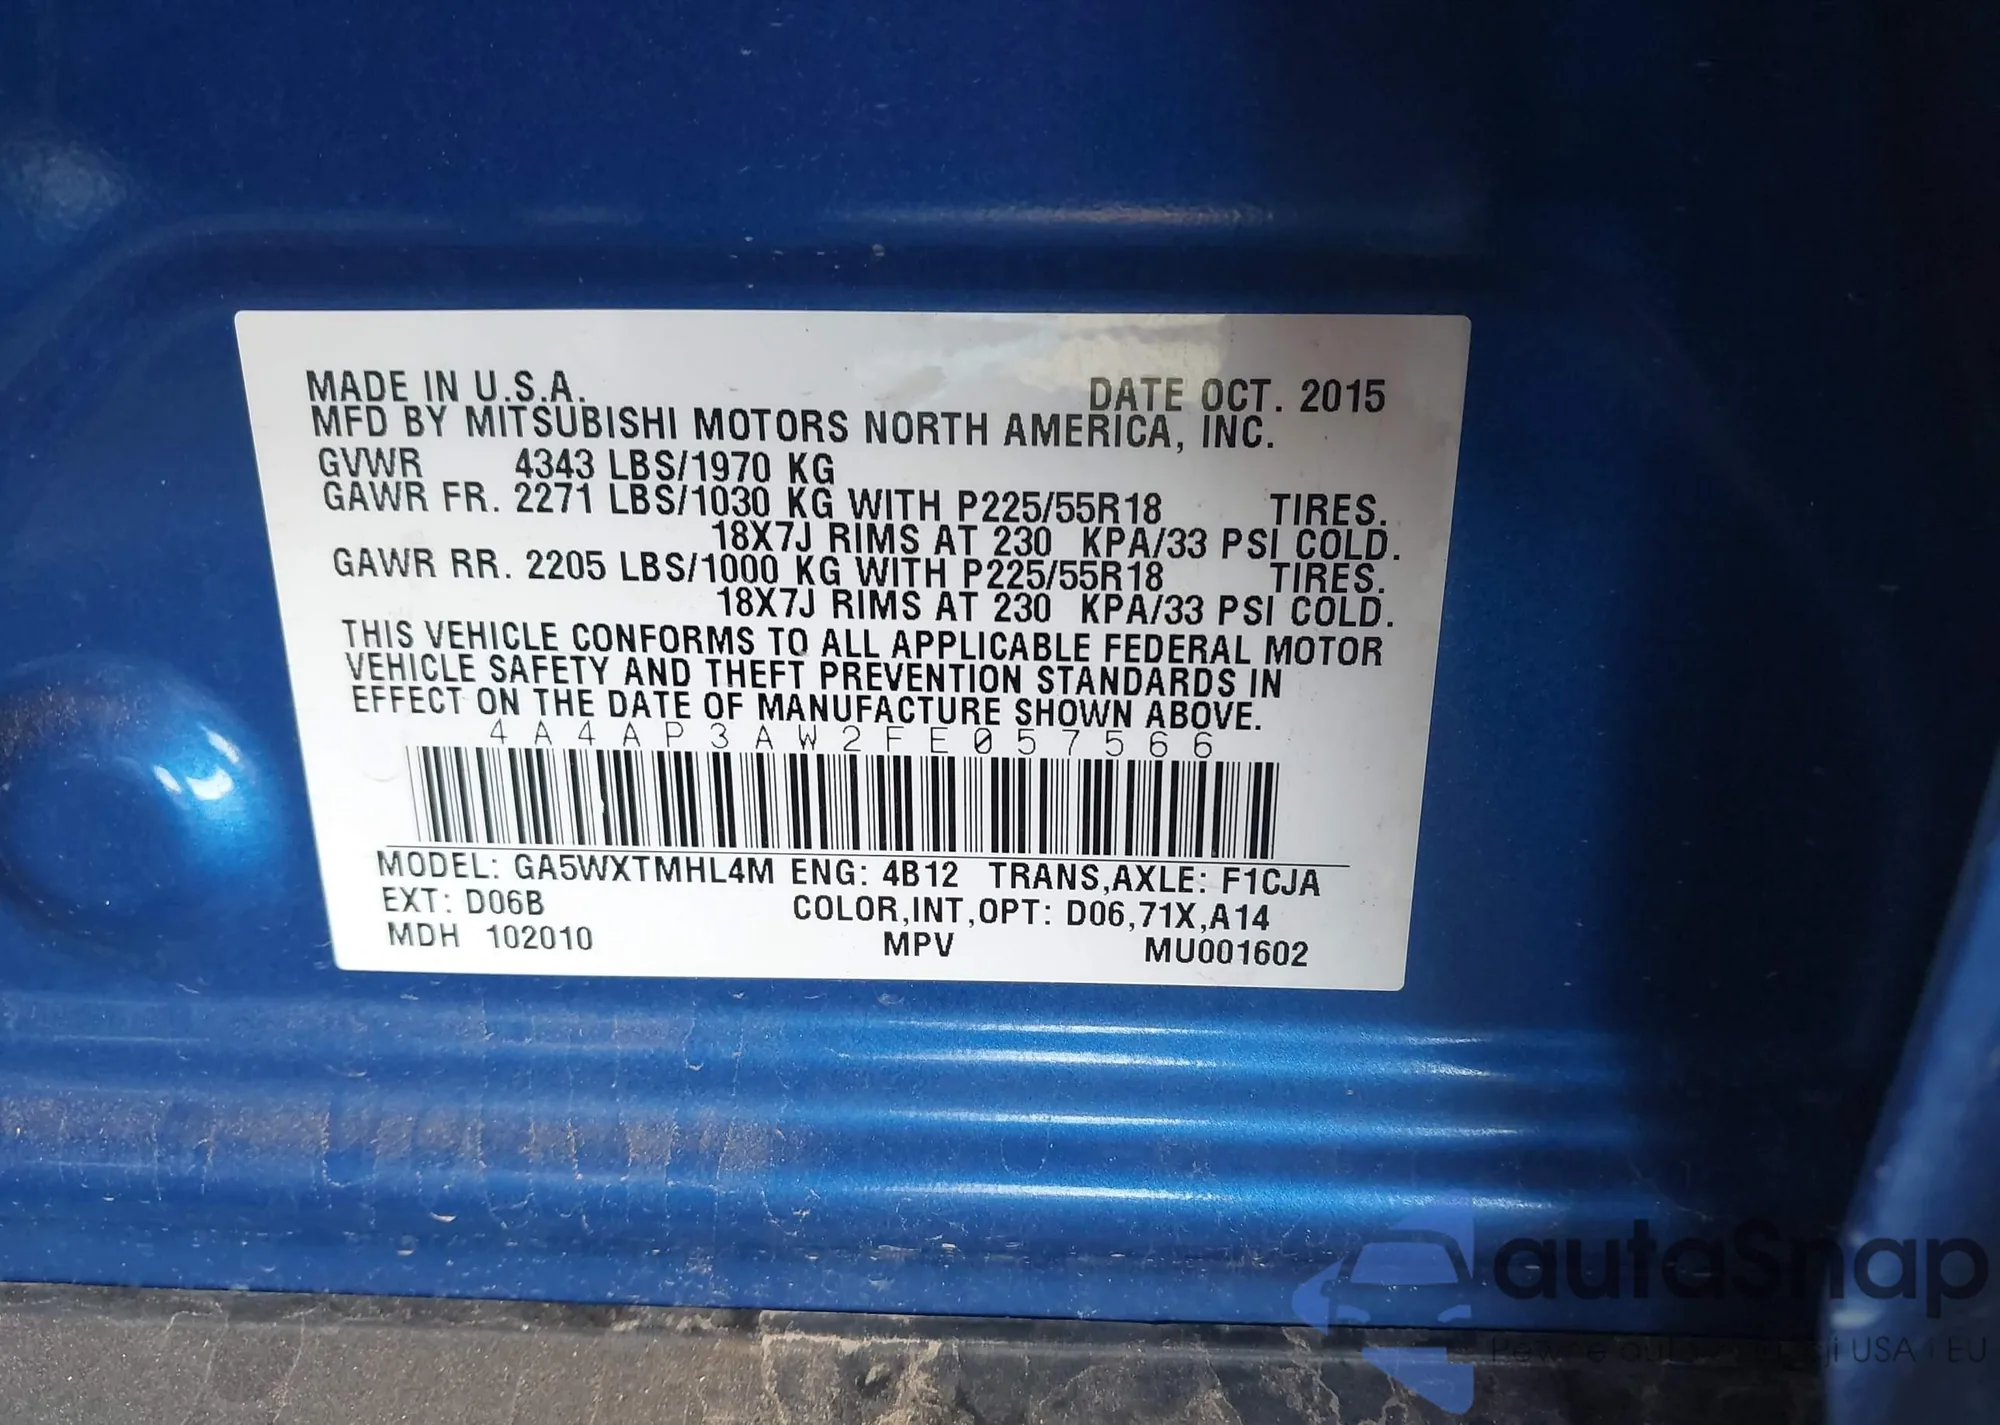 MADE IN U.S.A. DATE OCT. 2015
MFD BY MITSUBISHI MOTORS NORTH AMERICA, INC.
GVWR 4343 LBS/1970 KG
GAWR FR. 2271 LBS/1030 KG WITH P225/55R18 TIRES.
18X7J RIMS AT 230 KPA/33 PSI COLD.
GAWR RR. 2205 LBS/1000 KG WITH P225/55R18 TIRES.
18X7J RIMS AT 230 KPA/33 PSI COLD.
THIS VEHICLE CONFORMS TO ALL APPLICABLE FEDERAL MOTOR
VEHICLE SAFETY AND THEFT PREVENTION STANDARDS IN
EFFECT ON THE DATE OF MANUFACTURE SHOWN ABOVE.
4A4AP3AW2FE057566
MODEL: GA5WXTMHL4M ENG: 4B12 TRANS,AXLE: F1CJA
EXT: D06B COLOR,INT,OPT: D06,71X,A14
MDH 102010 MPV MU001602
autaSnap
USA i EU